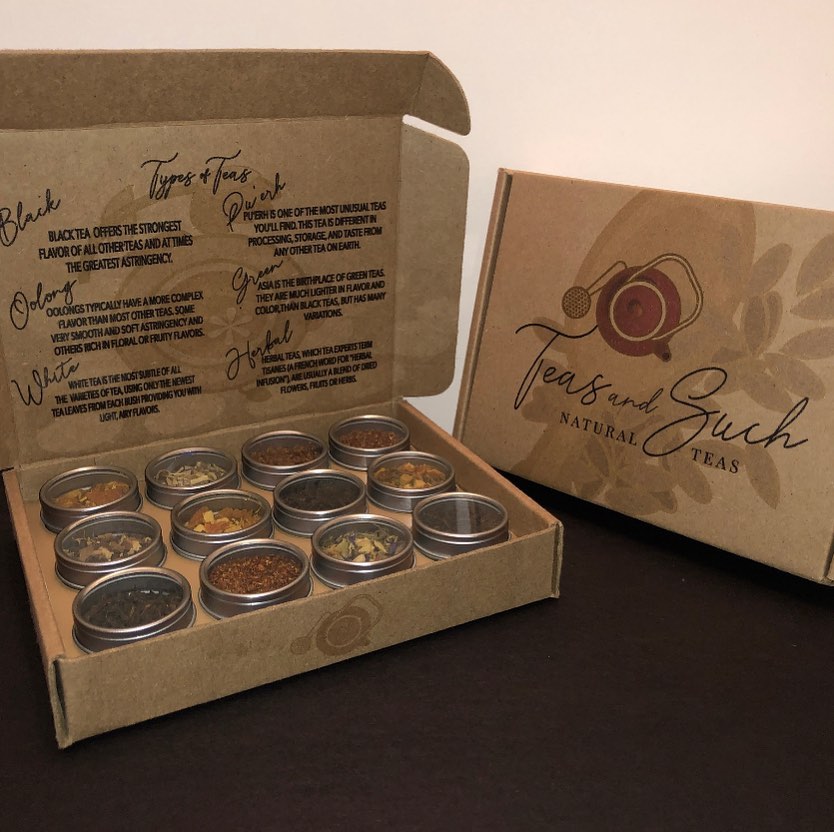 Types of Teas
Black
BLACK TEA OFFERS THE STRONGEST
FLAVOR OF ALL OTHER TEAS AND AT TIMES
THE GREATEST ASTRINGENCY.
Oolong
OOLONGS TYPICALLY HAVE A MORE COMPLEX
FLAVOR THAN MOST OTHER TEAS. SOME
VERY SMOOTH AND SOFT ASTRINGENCY AND
OTHERS RICH IN FLORAL OR FRUITY FLAVORS.
White
WHITE TEA IS THE MOST SUBTLE OF ALL
THE VARIETIES OF TEA, USING ONLY THE NEWEST
TEA LEAVES FROM EACH BUSH PROVIDING YOU WITH
LIGHT, AIRY FLAVORS.
Pu'erh
PU'ERH IS ONE OF THE MOST UNUSUAL TEAS
YOU'LL FIND. THIS TEA IS DIFFERENT IN
PROCESSING, STORAGE, AND TASTE FROM
ANY OTHER TEA ON EARTH.
Green
ASIA IS THE BIRTHPLACE OF GREEN TEAS.
THEY ARE MUCH LIGHTER IN FLAVOR AND
COLOR,THAN BLACK TEAS, BUT HAS MANY
VARIATIONS.
Herbal
HERBAL TEAS, WHICH TEA EXPERTS TERM
TISANES (A FRENCH WORD FOR "HERBAL
INFUSION"), ARE USUALLY A BLEND OF DRIED
FLOWERS, FRUITS OR HERBS.
Teas and Such
NATURAL TEAS